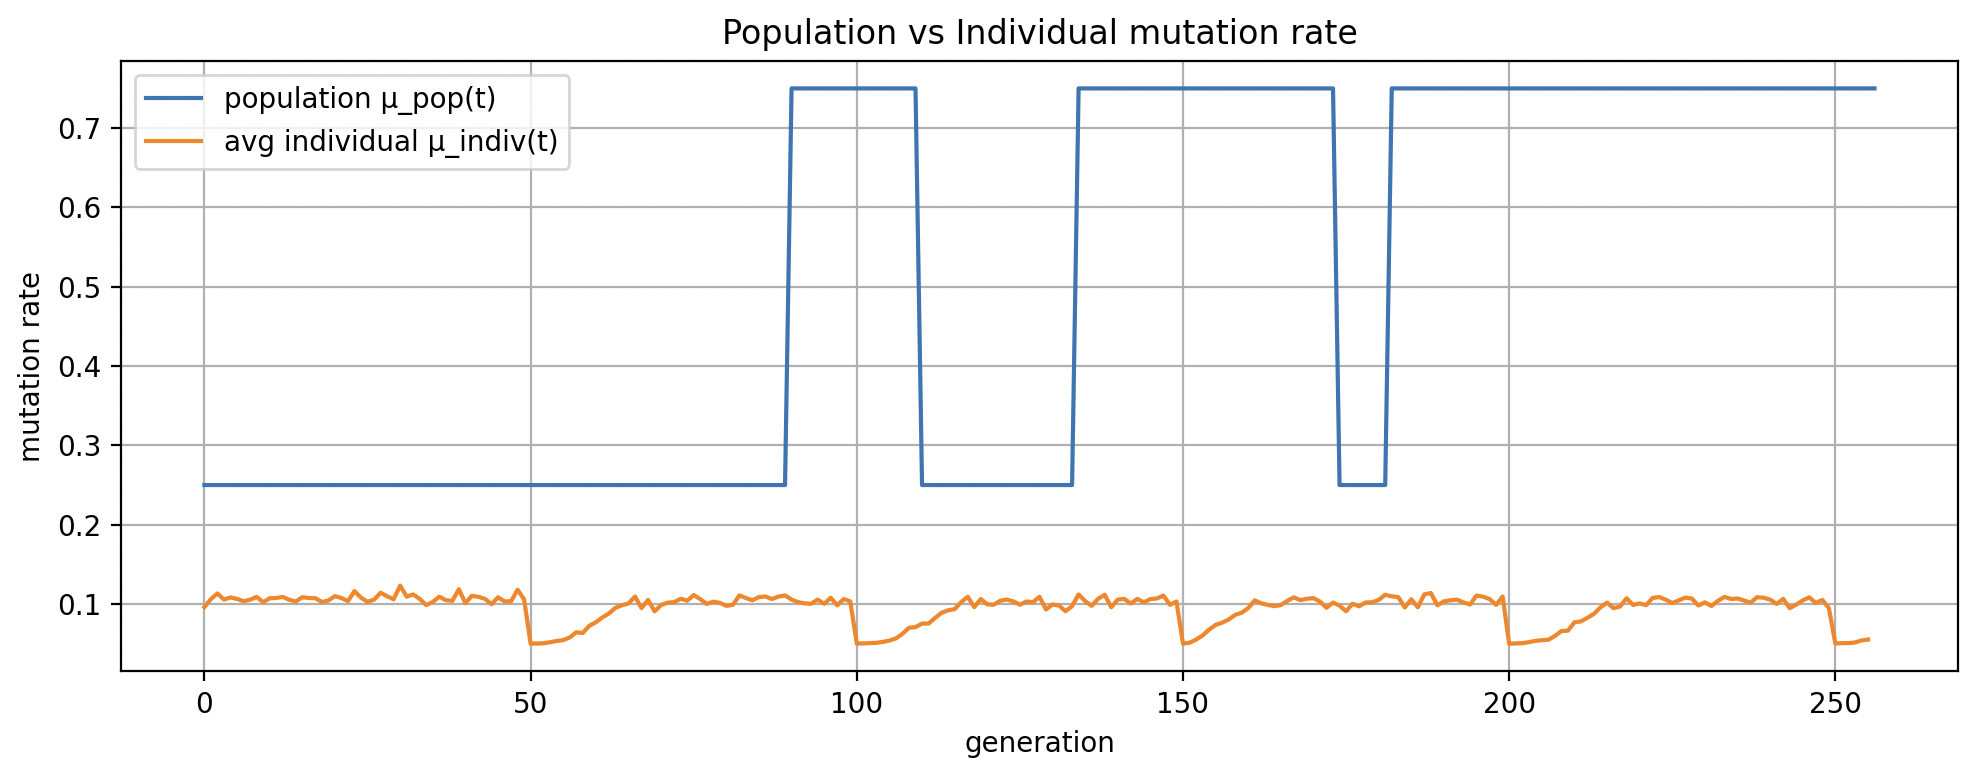 Population vs Individual mutation rate
population μ_pop(t)
avg individual μ_indiv(t)
mutation rate
0.7
0.6
0.5
0.4
0.3
0.2
0.1
0 50 100 150 200 250
generation